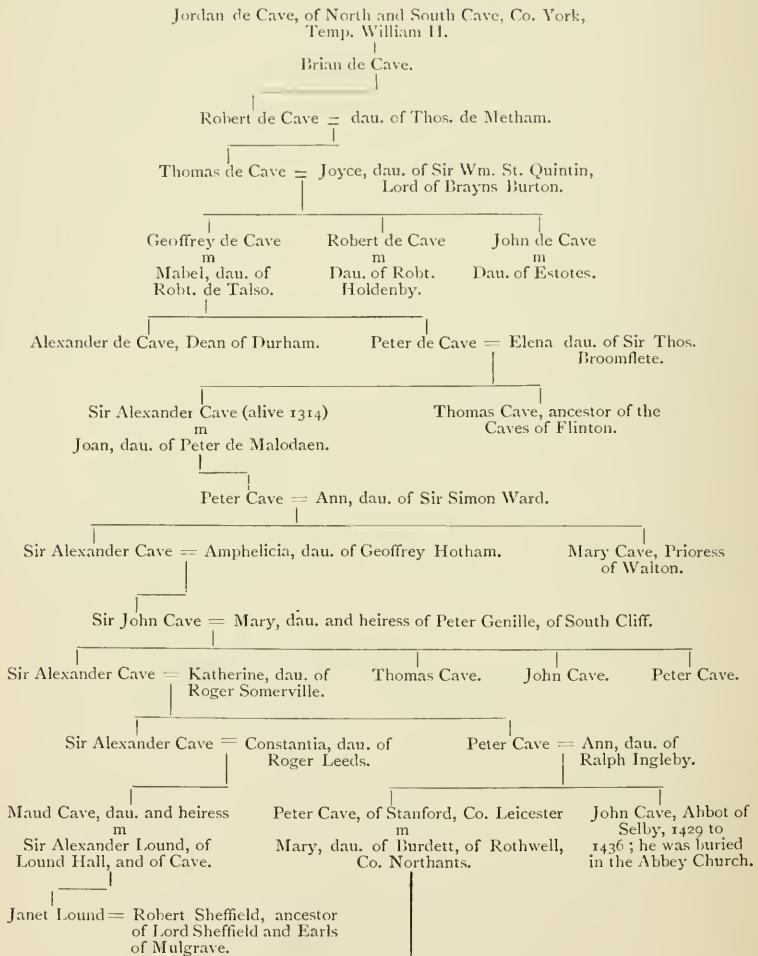 Jordan de Cave, of North and South Cave, Co. York,
Temp. William II.
Brian de Cave.
Robert de Cave = dau. of Thos. de Metham.
Thomas de Cave = Joyce, dau. of Sir Wm. St. Quintin,
Lord of Brayns Burton.
Geoffrey de Cave
m
Mabel, dau. of
Robt. de Talso.
Robert de Cave
m
Dau. of Robt.
Holdenby.
John de Cave
m
Dau. of Estotes.
Alexander de Cave, Dean of Durham.
Peter de Cave = Elena dau. of Sir Thos.
Broomflete.
Sir Alexander Cave (alive 1314)
m
Joan, dau. of Peter de Malodaen.
Thomas Cave, ancestor of the
Caves of Flinton.
Peter Cave = Ann, dau. of Sir Simon Ward.
Sir Alexander Cave = Amphelicia, dau. of Geoffrey Hotham.
Mary Cave, Prioress
of Walton.
Sir John Cave = Mary, dau. and heiress of Peter Genille, of South Cliff.
Sir Alexander Cave = Katherine, dau. of
Roger Somerville.
Thomas Cave.
John Cave.
Peter Cave.
Sir Alexander Cave = Constantia, dau. of
Roger Leeds.
Peter Cave = Ann, dau. of
Ralph Ingleby.
Maud Cave, dau. and heiress
m
Sir Alexander Lound, of
Lound Hall, and of Cave.
Peter Cave, of Stanford, Co. Leicester
m
Mary, dau. of Burdett, of Rothwell,
Co. Northants.
John Cave, Abbot of
Selby, 1429 to
1436 ; he was buried
in the Abbey Church.
Janet Lound = Robert Sheffield, ancestor
of Lord Sheffield and Earls
of Mulgrave.